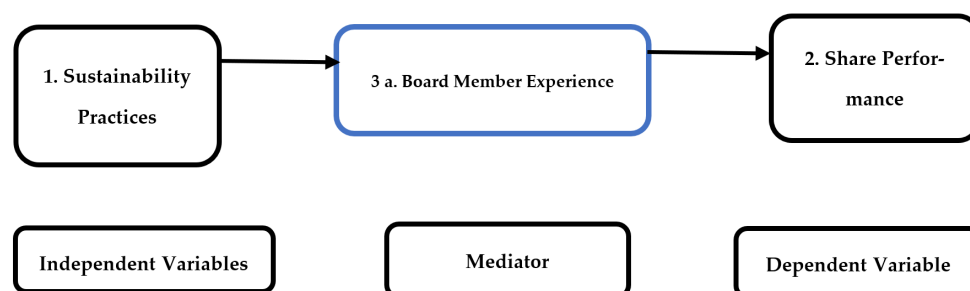 1. Sustainability
Practices
3 a. Board Member Experience
2. Share Perfor-
mance
Independent Variables
Mediator
Dependent Variable